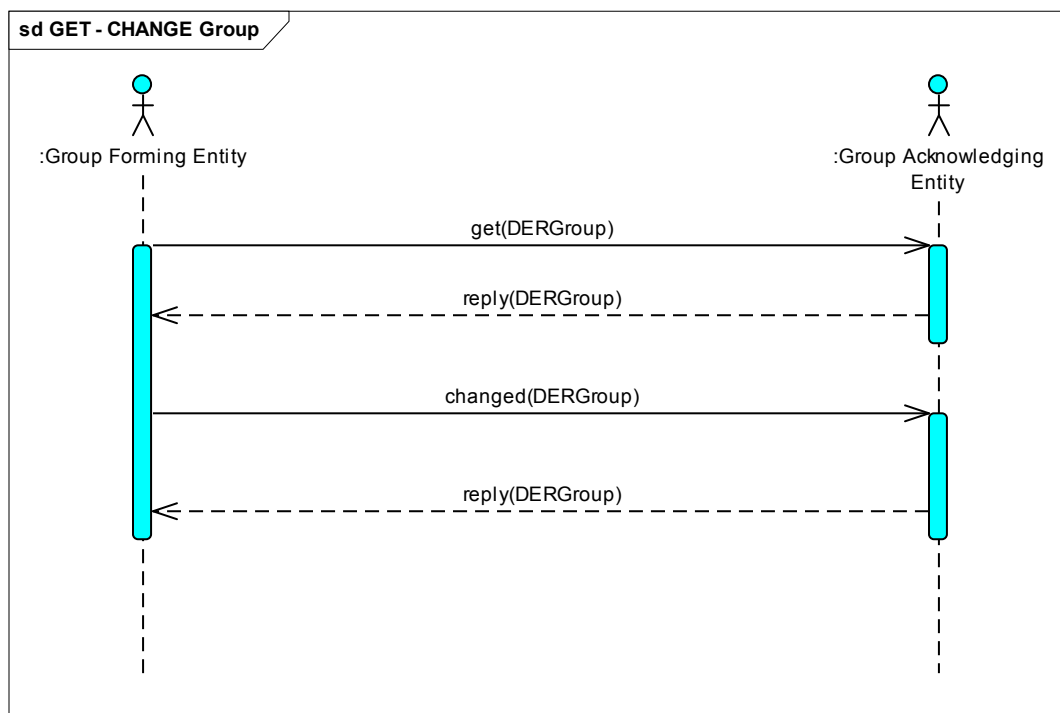 sd GET - CHANGE Group
:Group Forming Entity
:Group Acknowledging
Entity
get(DERGroup)
reply(DERGroup)
changed(DERGroup)
reply(DERGroup)